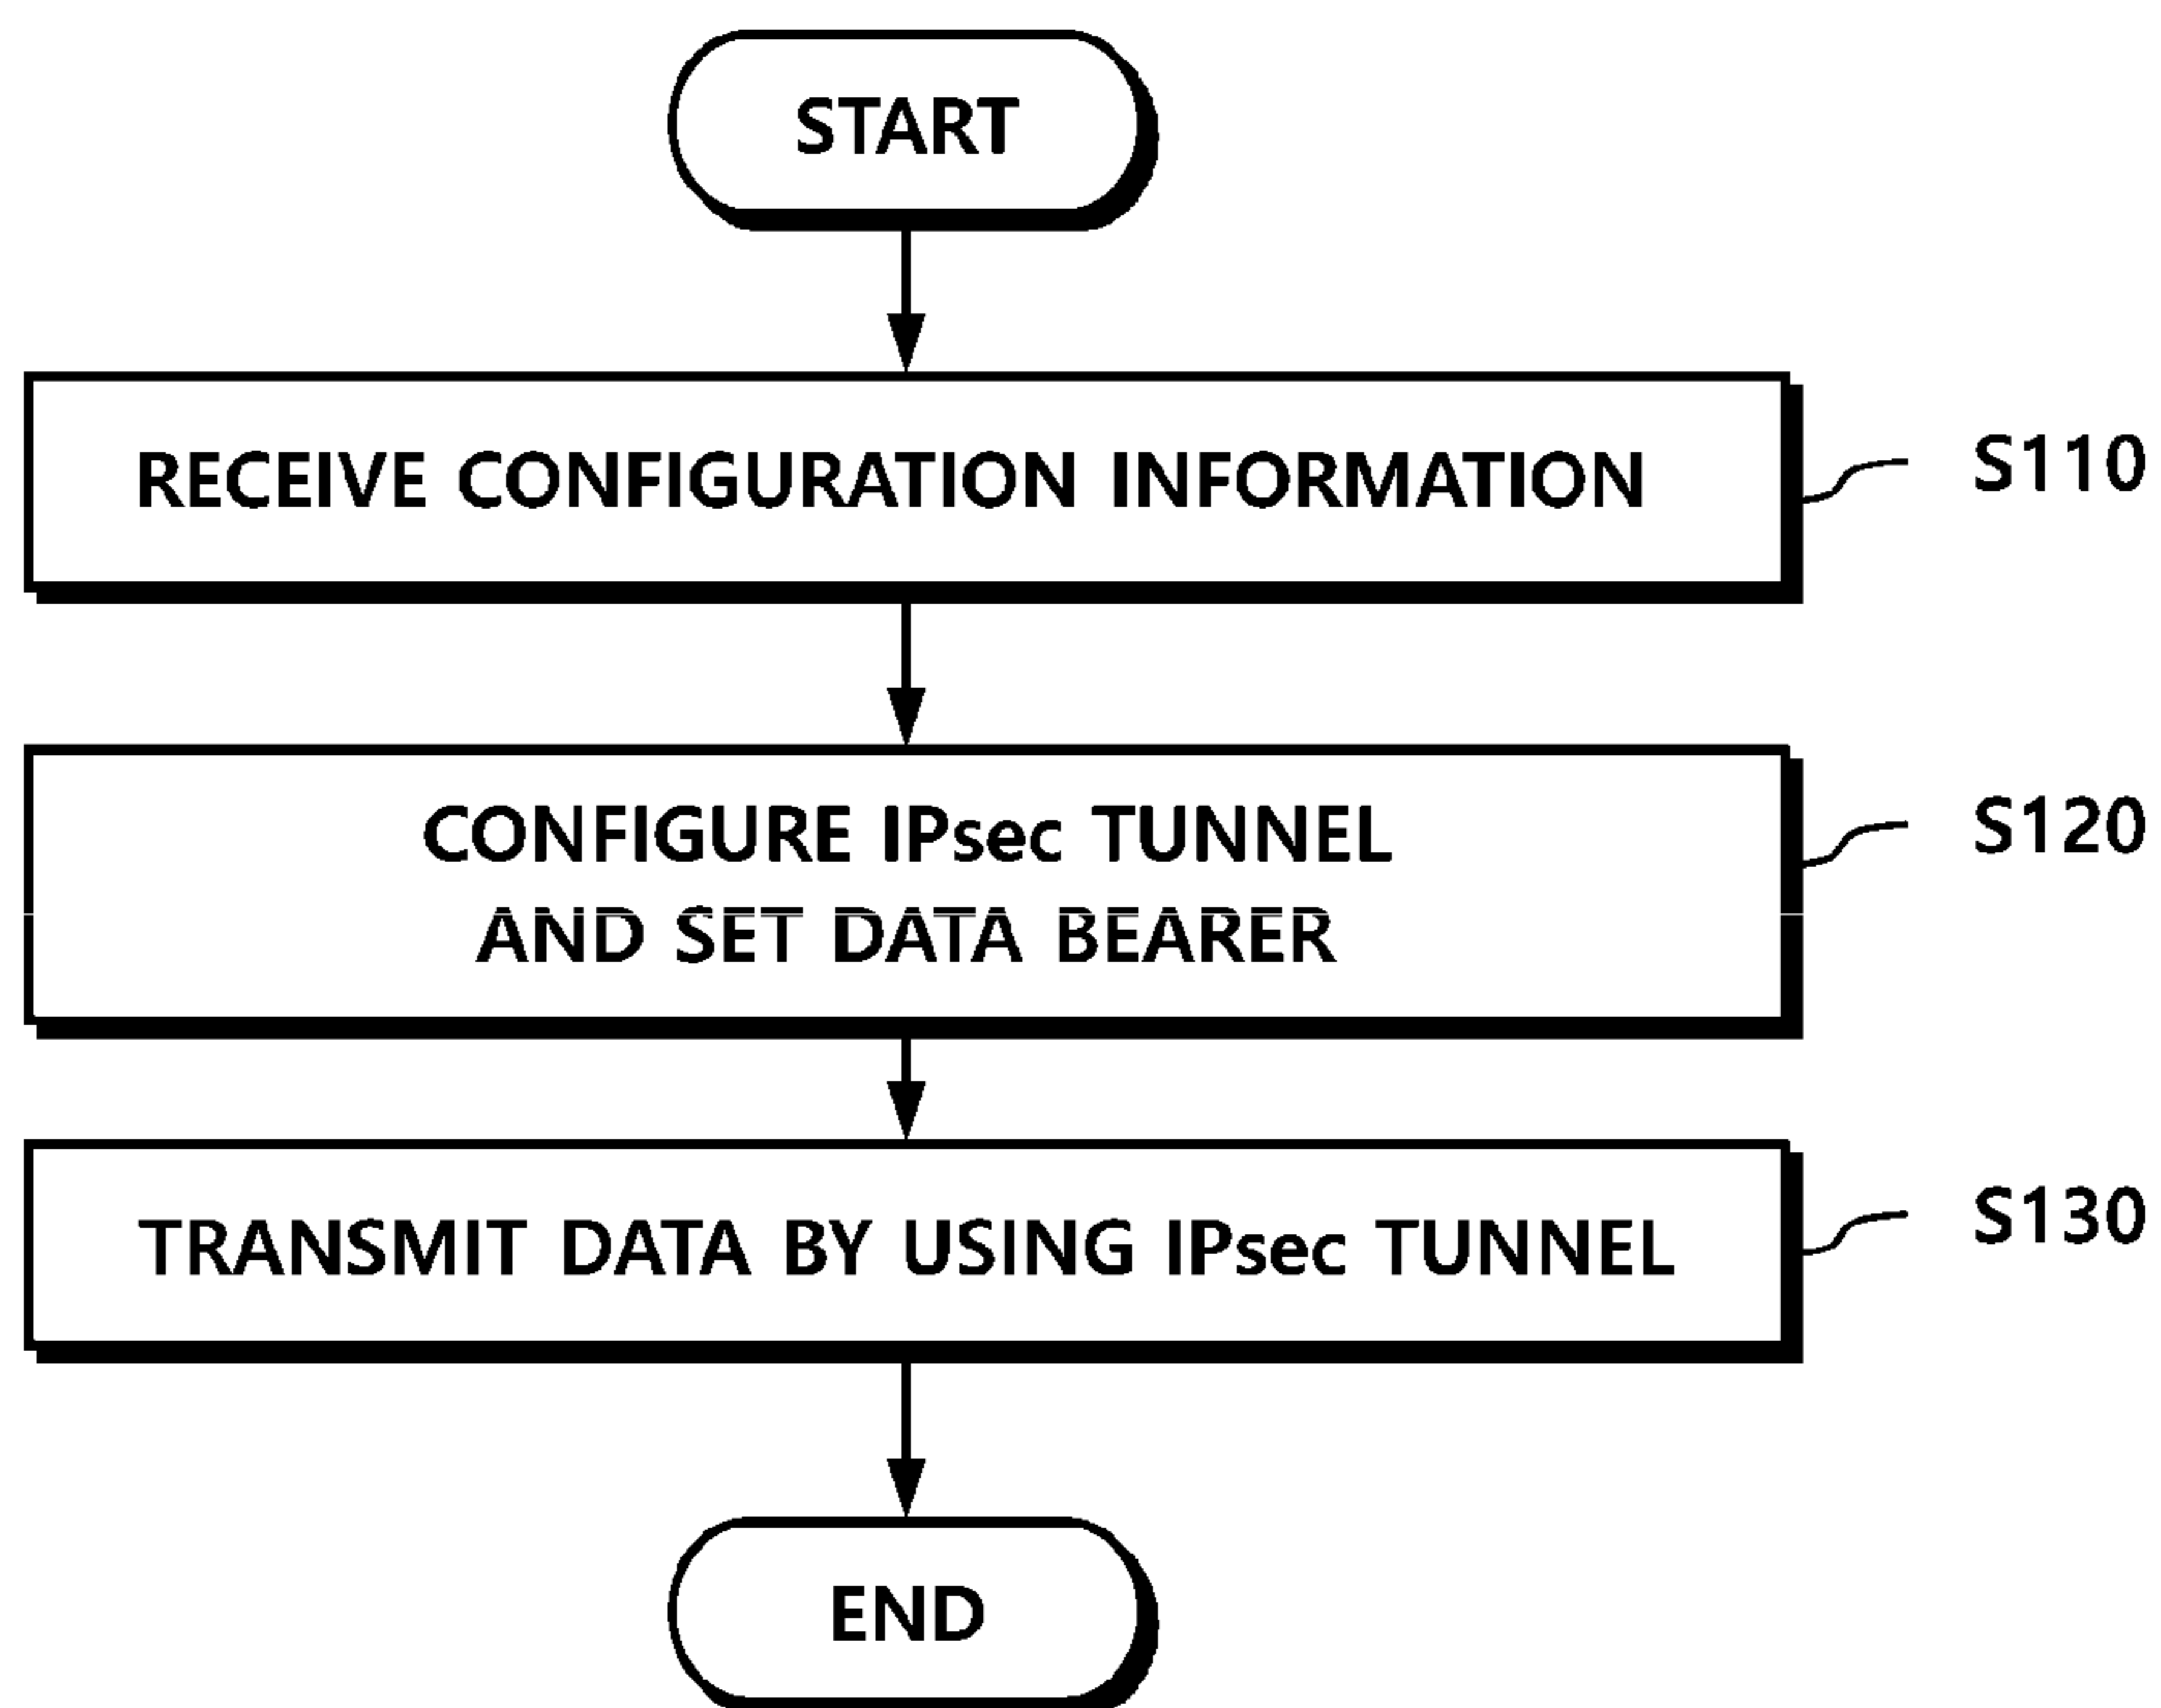 START
RECEIVE CONFIGURATION INFORMATION
S110
CONFIGURE IPsec TUNNEL
AND SET DATA BEARER
S120
TRANSMIT DATA BY USING IPsec TUNNEL
S130
END